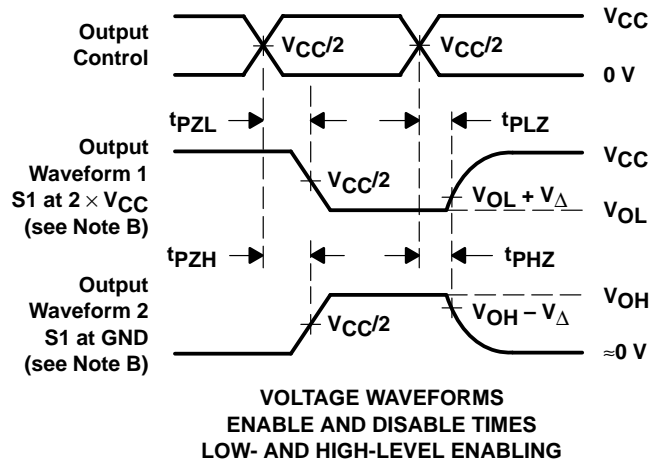 Output
Control
VCC/2
VCC/2
VCC
0 V
tPZL
tPLZ
Output
Waveform 1
S1 at 2 × VCC
(see Note B)
VCC/2
VOL + VΔ
VCC
VOL
tPZH
tPHZ
Output
Waveform 2
S1 at GND
(see Note B)
VCC/2
VOH − VΔ
VOH
≈0 V
VOLTAGE WAVEFORMS
ENABLE AND DISABLE TIMES
LOW- AND HIGH-LEVEL ENABLING